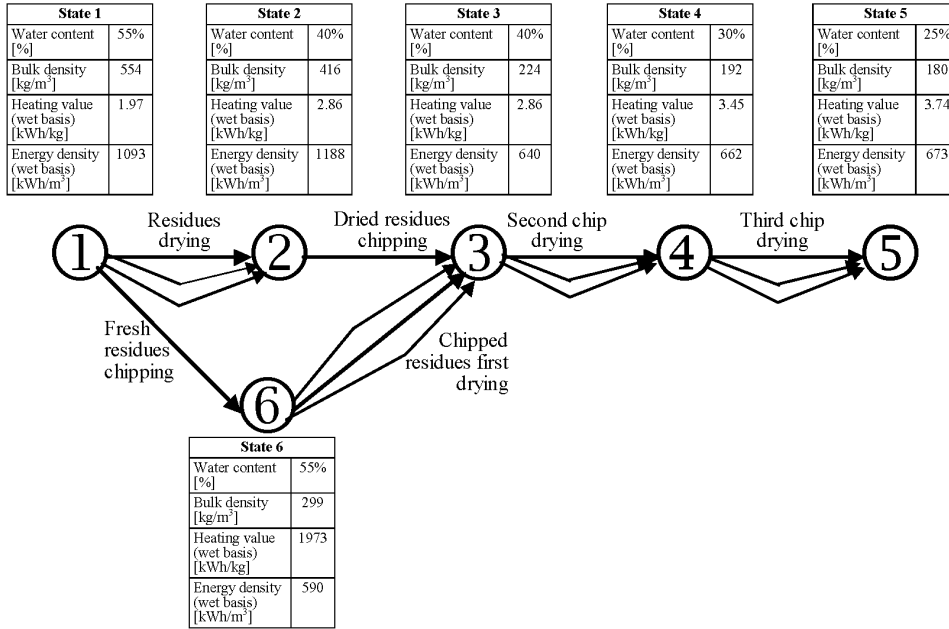 State 1
Water content 55%
[%]
Bulk density 554
[kg/m³]
Heating value 1.97
(wet basis)
[kWh/kg]
Energy density 1093
(wet basis)
[kWh/m³]
State 2
Water content 40%
[%]
Bulk density 416
[kg/m³]
Heating value 2.86
(wet basis)
[kWh/kg]
Energy density 1188
(wet basis)
[kWh/m³]
State 3
Water content 40%
[%]
Bulk density 224
[kg/m³]
Heating value 2.86
(wet basis)
[kWh/kg]
Energy density 640
(wet basis)
[kWh/m³]
State 4
Water content 30%
[%]
Bulk density 192
[kg/m³]
Heating value 3.45
(wet basis)
[kWh/kg]
Energy density 662
(wet basis)
[kWh/m³]
State 5
Water content 25%
[%]
Bulk density 180
[kg/m³]
Heating value 3.74
(wet basis)
[kWh/kg]
Energy density 673
(wet basis)
[kWh/m³]
Residues
drying
Dried residues
chipping
Second chip
drying
Third chip
drying
1
2
3
4
5
Fresh
residues
chipping
Chipped
residues first
drying
6
State 6
Water content 55%
[%]
Bulk density 299
[kg/m³]
Heating value 1973
(wet basis)
[kWh/kg]
Energy density 590
(wet basis)
[kWh/m³]